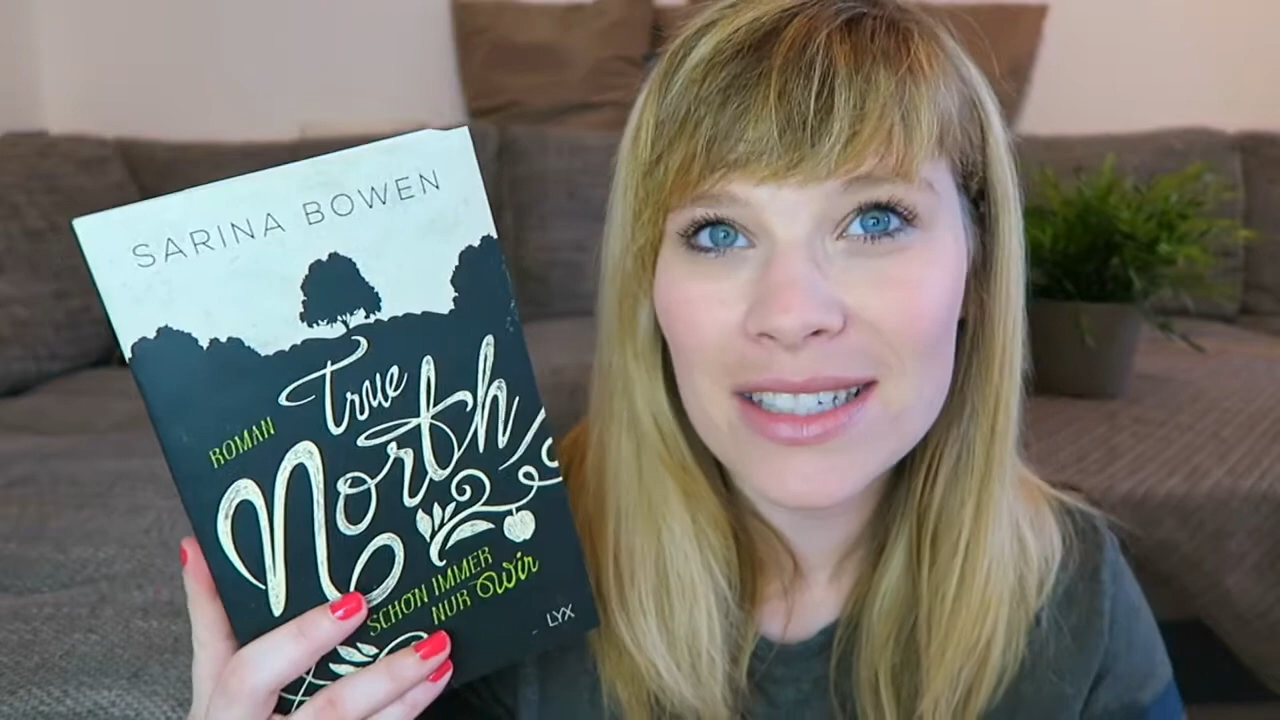 SARINA BOWEN
True
ROMAN
North
SCHON IMMER
NUR Wir
LYX